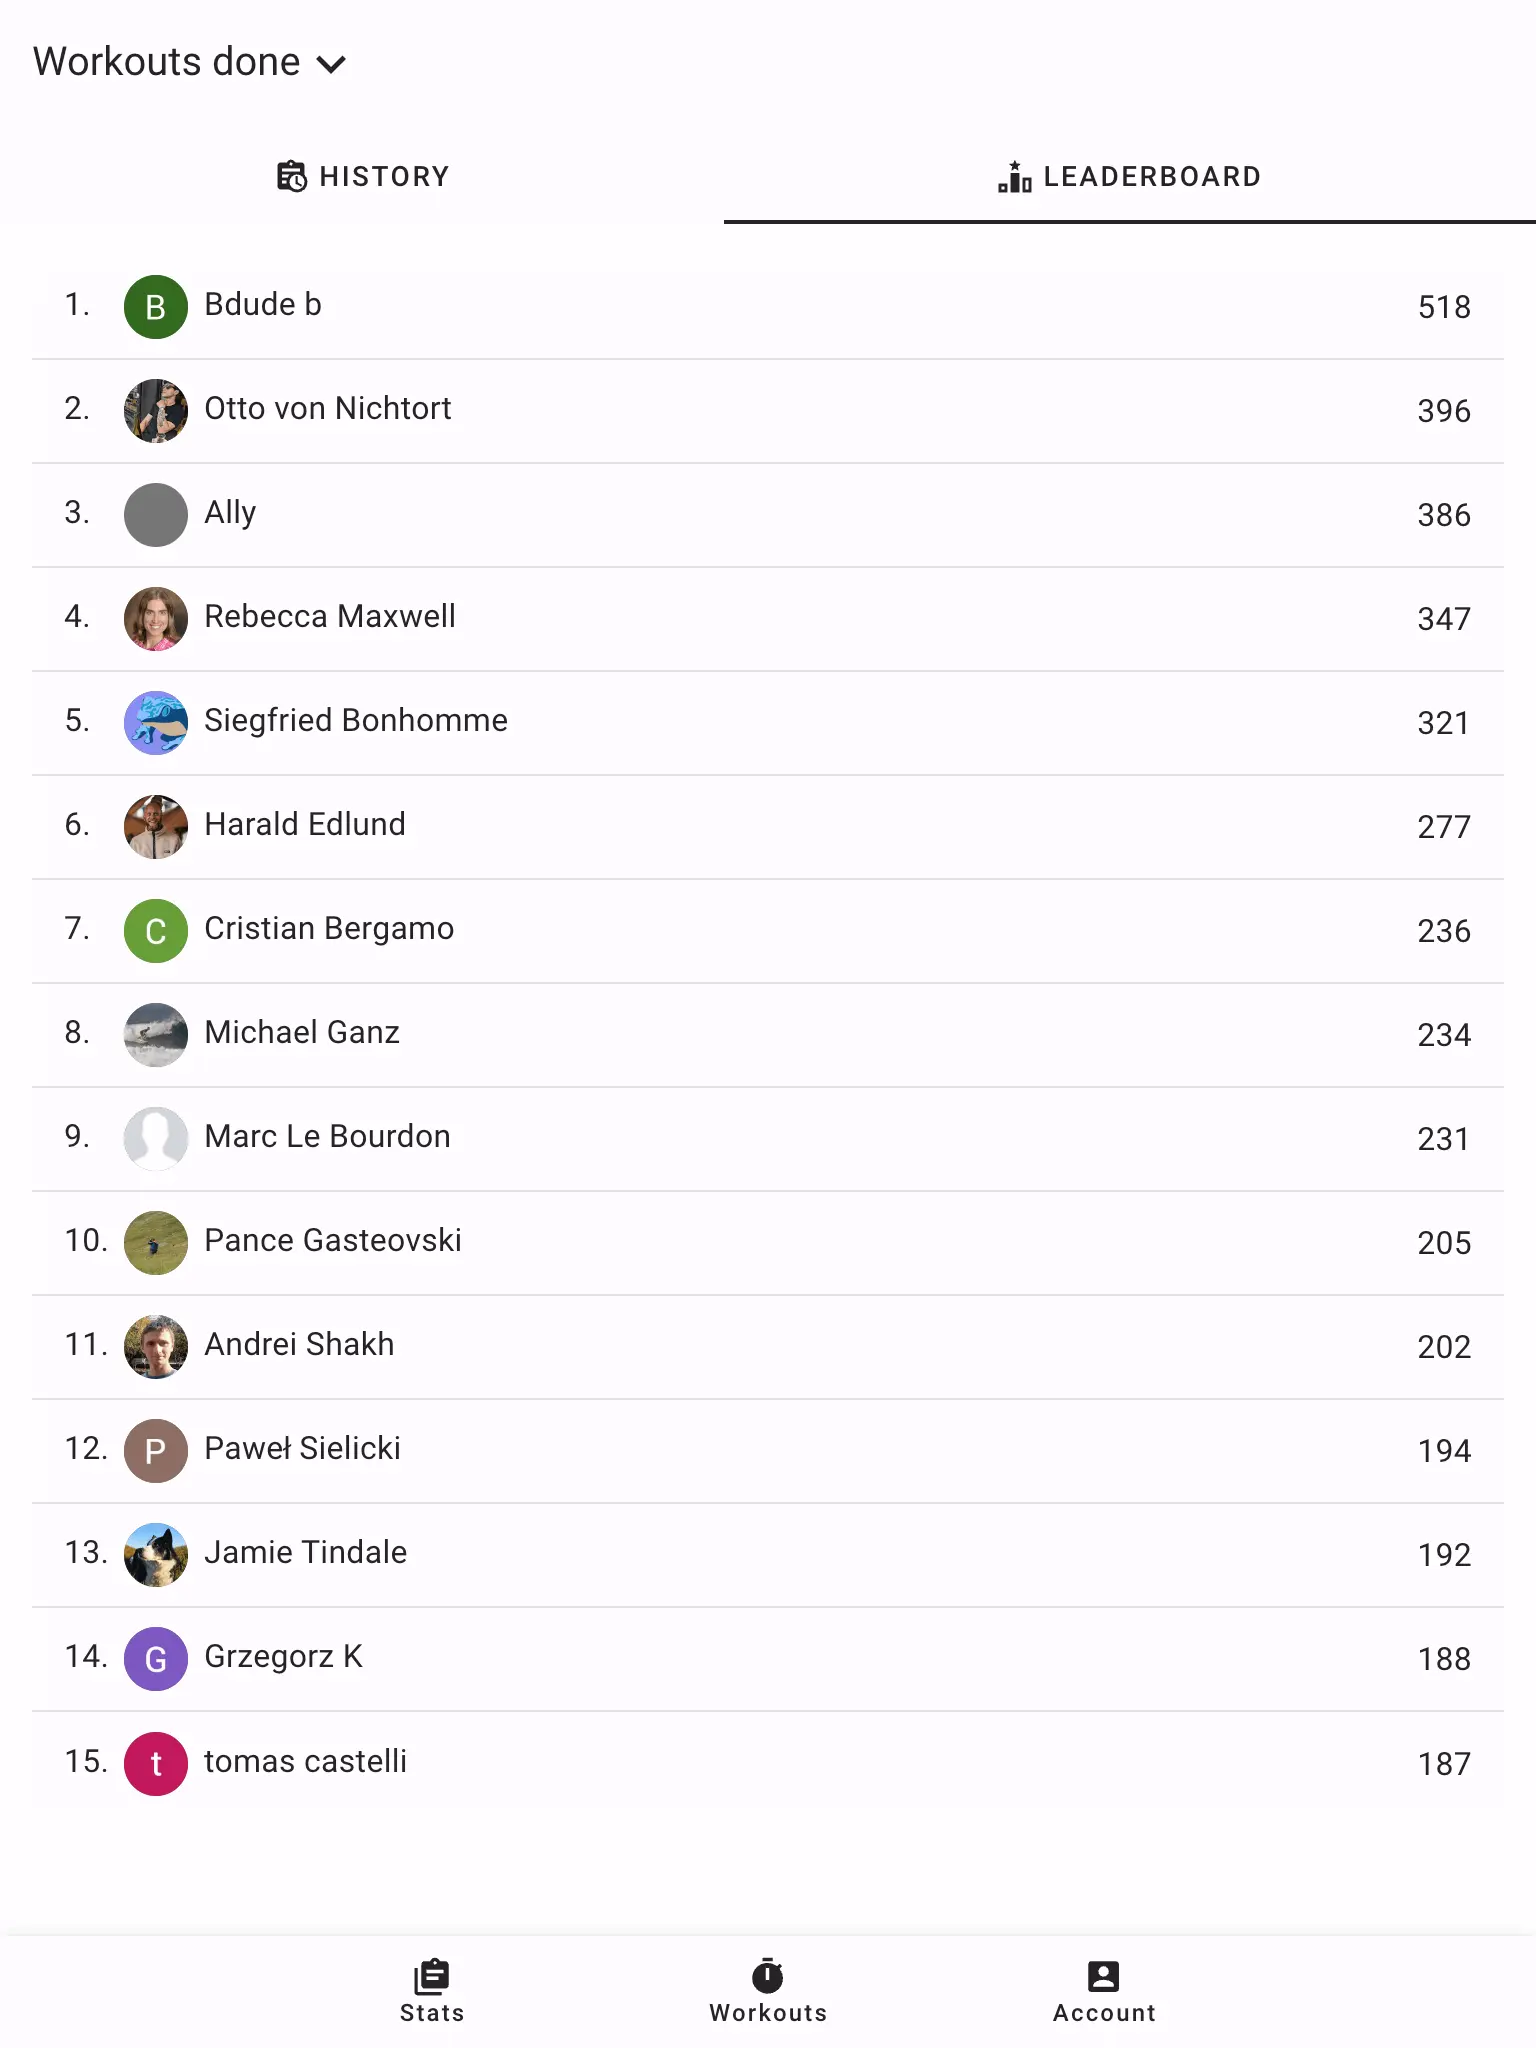 Workouts done
HISTORY
LEADERBOARD
1. B Bdude b 518
2. Otto von Nichtort 396
3. Ally 386
4. Rebecca Maxwell 347
5. Siegfried Bonhomme 321
6. Harald Edlund 277
7. C Cristian Bergamo 236
8. Michael Ganz 234
9. Marc Le Bourdon 231
10. Pance Gasteovski 205
11. Andrei Shakh 202
12. P Paweł Sielicki 194
13. Jamie Tindale 192
14. G Grzegorz K 188
15. t tomas castelli 187
Stats
Workouts
Account